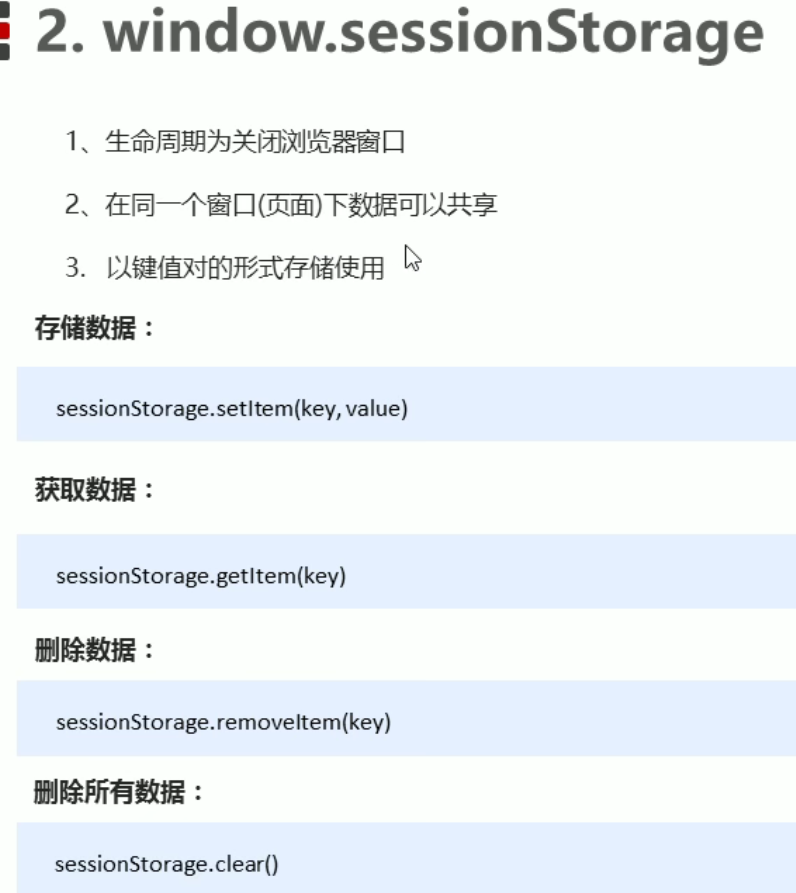 2. window.sessionStorage
1、生命周期为关闭浏览器窗口
2、在同一个窗口(页面)下数据可以共享
3. 以键值对的形式存储使用
存储数据：
sessionStorage.setItem(key, value)
获取数据：
sessionStorage.getItem(key)
删除数据：
sessionStorage.removeItem(key)
删除所有数据：
sessionStorage.clear()